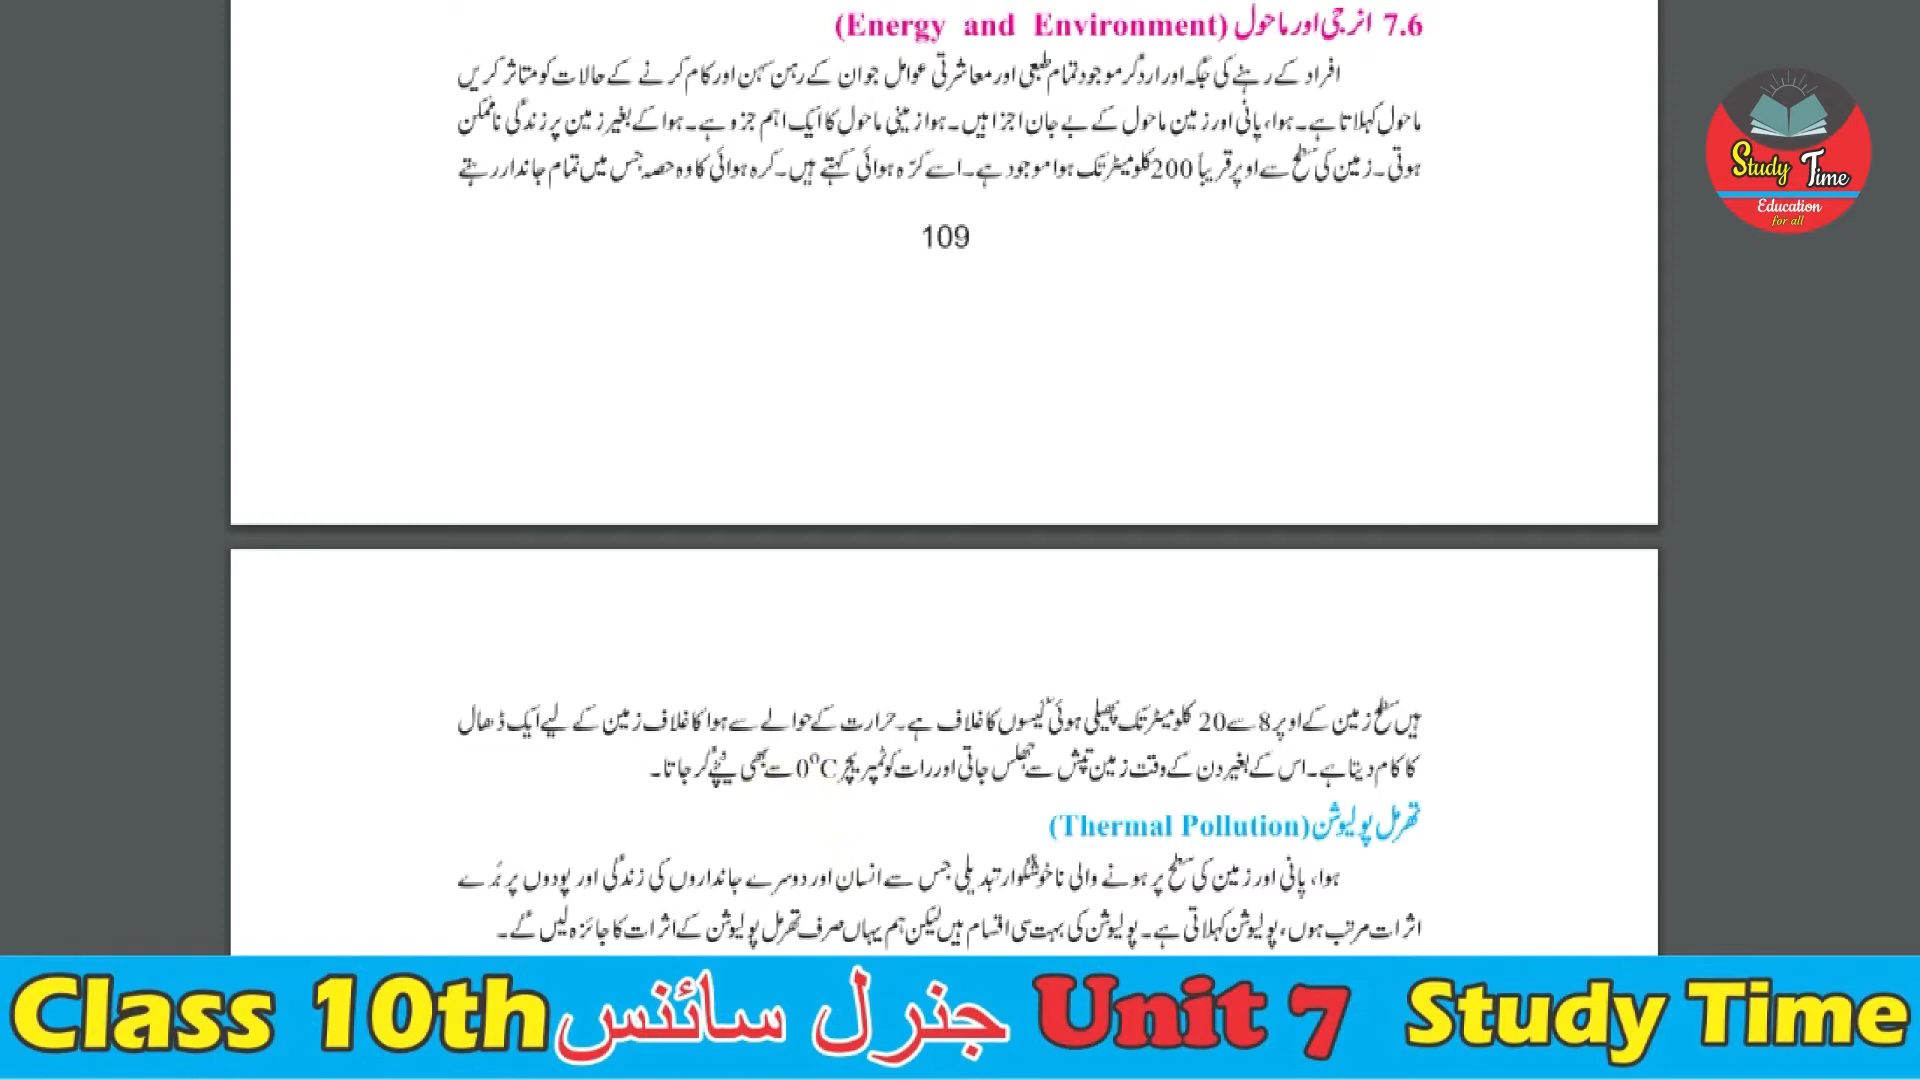 7.6 انرجی اور ماحول (Energy and Environment)
افراد کے رہنے کی جگہ اور اردگرد موجود تمام طبعی اور معاشرتی عوامل جو ان کے رہن سہن اور کام کرنے کے حالات کو متاثر کریں
ماحول کہلاتا ہے۔ ہوا، پانی اور زمین ماحول کے بے جان اجزا ہیں۔ ہوا زمینی ماحول کا ایک اہم جزو ہے۔ ہوا کے بغیر زمین پر زندگی ناممکن
ہوتی۔ زمین کی سطح سے اوپر قریباً 200 کلومیٹر تک ہوا موجود ہے۔ اسے کرّہ ہوائی کہتے ہیں۔ کرہ ہوائی کا وہ حصہ جس میں تمام جاندار رہتے
109
ہیں سطح زمین کے اوپر 8 سے 20 کلومیٹر تک پھیلی ہوئی گیسوں کا غلاف ہے۔ حرارت کے حوالے سے ہوا کا غلاف زمین کے لیے ایک ڈھال
کا کام دیتا ہے۔ اس کے بغیر دن کے وقت زمین تپش سے جھلس جاتی اور رات کو ٹمپریچر 0°C سے بھی نیچے گر جاتا۔
تھرمل پولیوشن (Thermal Pollution)
ہوا، پانی اور زمین کی سطح پر ہونے والی ناخوشگوار تبدیلی جس سے انسان اور دوسرے جانداروں کی زندگی اور پودوں پر بُرے
اثرات مرتب ہوں، پولیوشن کہلاتی ہے۔ پولیوشن کی بہت سی اقسام ہیں لیکن ہم یہاں صرف تھرمل پولیوشن کے اثرات کا جائزہ لیں گے۔
Study Time
Education
for all
Class 10th جنرل سائنس Unit 7 Study Time